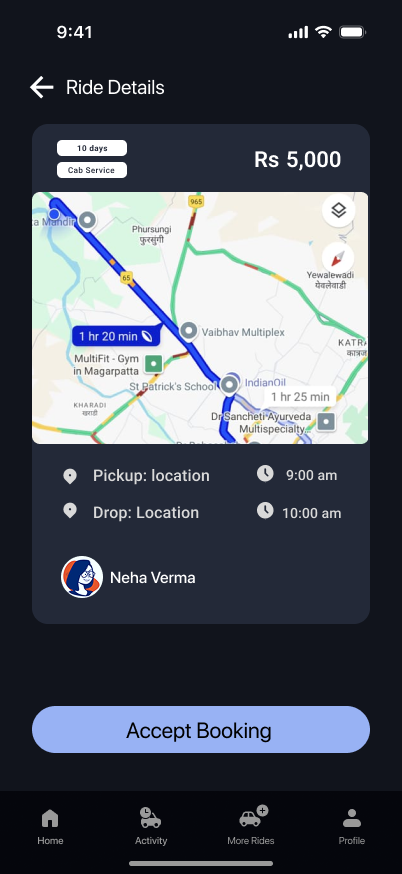 9:41
Ride Details
10 days
Cab Service
Rs 5,000
965
ta Mandir
Phursungi
फुरसुंगी
Yewalewadi
येवलेवाडी
65
1 hr 20 min
Vaibhav Multiplex
KATRA
कात्रज
MultiFit - Gym
in Magarpatta
St Patrick's School
IndianOil
1 hr 25 min
KHARADI
खराडी
Dr Sancheti Ayurveda
Multispecialty...
Pickup: location
9:00 am
Drop: Location
10:00 am
Neha Verma
Accept Booking
Home
Activity
More Rides
Profile